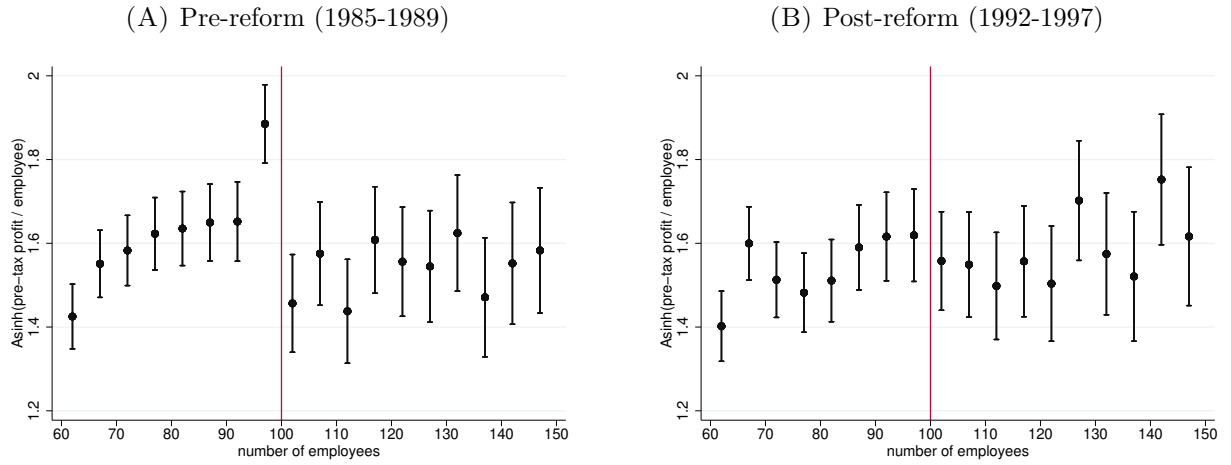 (A) Pre-reform (1985-1989)
Asinh(pre−tax profit / employee)
2
1.8
1.6
1.4
1.2
60 70 80 90 100 110 120 130 140 150
number of employees
(B) Post-reform (1992-1997)
Asinh(pre−tax profit / employee)
2
1.8
1.6
1.4
1.2
60 70 80 90 100 110 120 130 140 150
number of employees